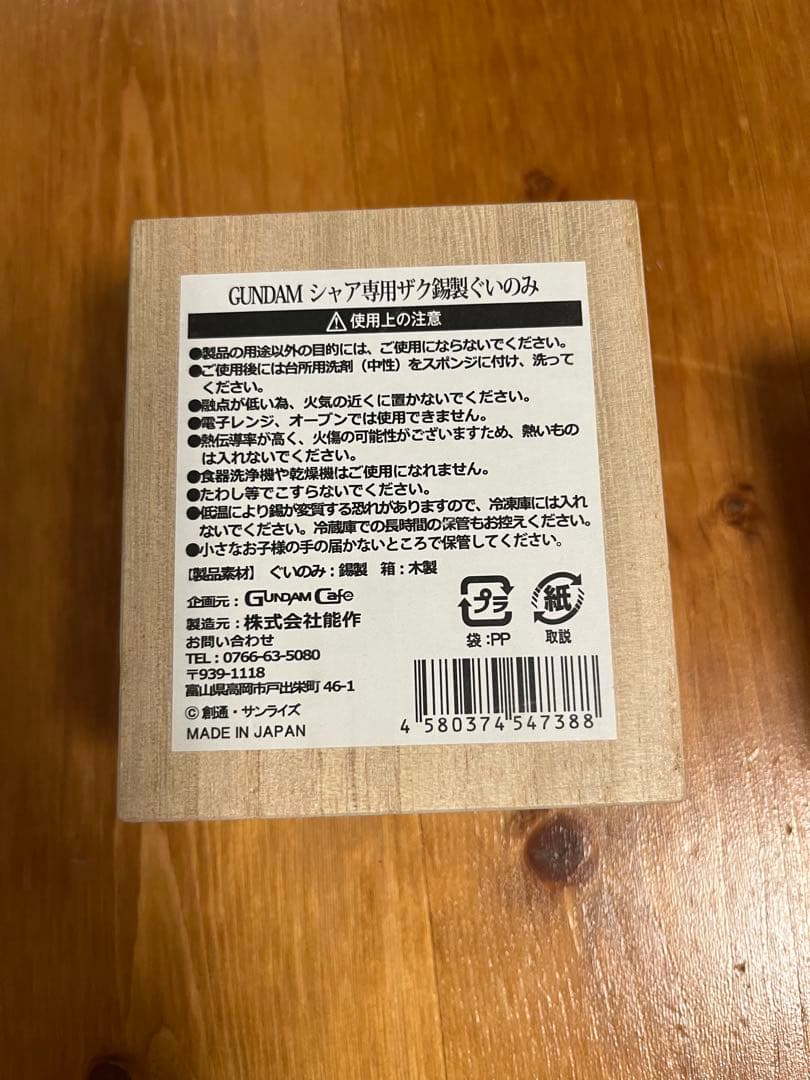 GUNDAM シャア専用ザク錫製ぐいのみ
⚠ 使用上の注意
●製品の用途以外の目的には、ご使用にならないでください。
●ご使用後には台所用洗剤（中性）をスポンジに付け、洗って
ください。
●融点が低い為、火気の近くに置かないでください。
●電子レンジ、オーブンでは使用できません。
●熱伝導率が高く、火傷の可能性がございますため、熱いもの
は入れないでください。
●食器洗浄機や乾燥機はご使用になれません。
●たわし等でこすらないでください。
●低温により錫が変質する恐れがありますので、冷凍庫には入れ
ないでください。冷蔵庫での長時間の保管もお控えください。
●小さなお子様の手の届かないところで保管してください。
【製品素材】 ぐいのみ：錫製 箱：木製
企画元：GUNDAM Cafe
製造元：株式会社能作
お問い合わせ
TEL：0766-63-5080
〒939-1118
富山県高岡市戸出栄町 46-1
© 創通・サンライズ
MADE IN JAPAN
プラ
袋：PP
紙
取説
4 580374 547388